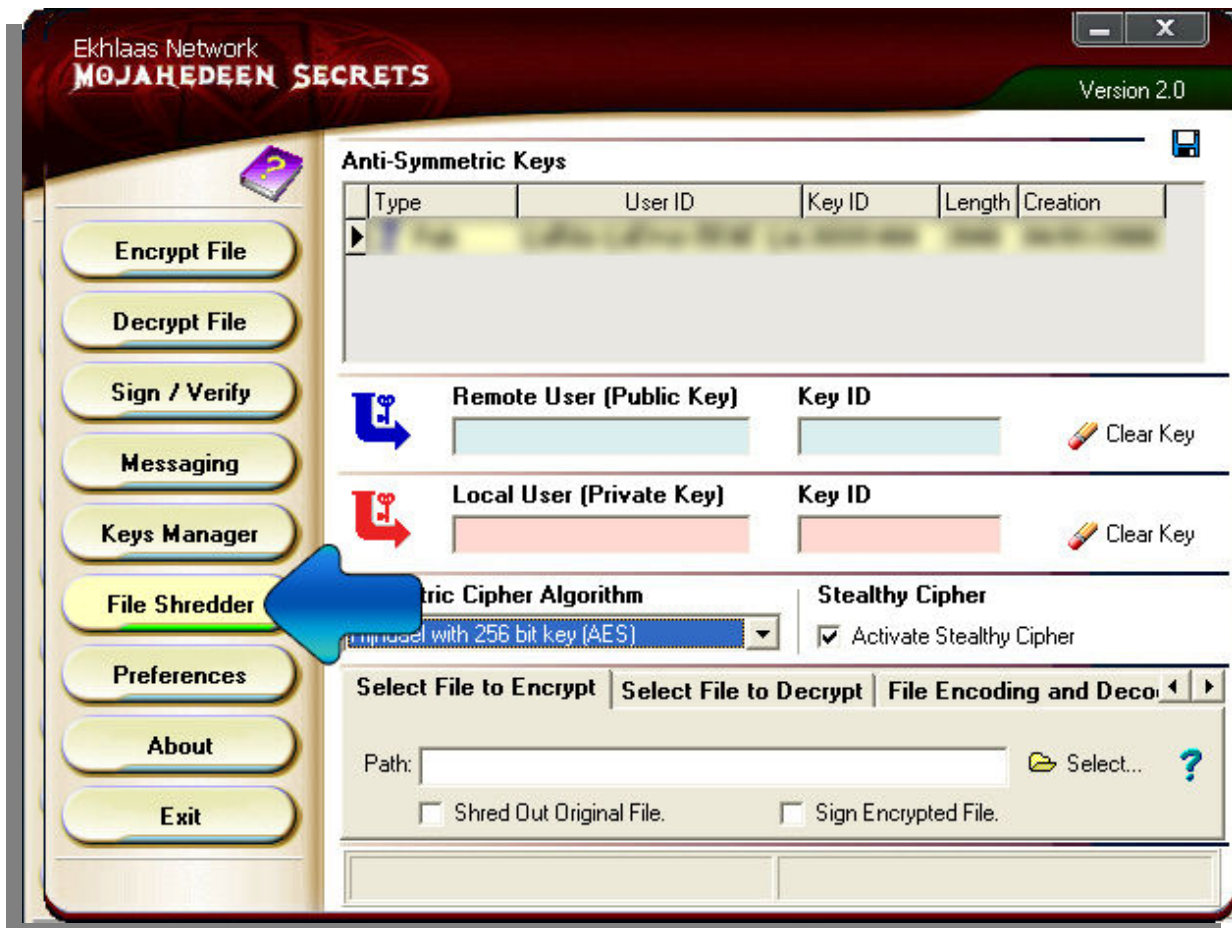 Ekhlaas Network
MOJAHEDEEN SECRETS
Version 2.0
Encrypt File
Decrypt File
Sign / Verify
Messaging
Keys Manager
File Shredder
Preferences
About
Exit
Anti-Symmetric Keys
Type User ID Key ID Length Creation
Remote User (Public Key) Key ID
Clear Key
Local User (Private Key) Key ID
Clear Key
Cipher Algorithm Stealthy Cipher
with 256 bit key (AES) Activate Stealthy Cipher
Select File to Encrypt Select File to Decrypt File Encoding and
Path: Select...
Shred Out Original File. Sign Encrypted File.